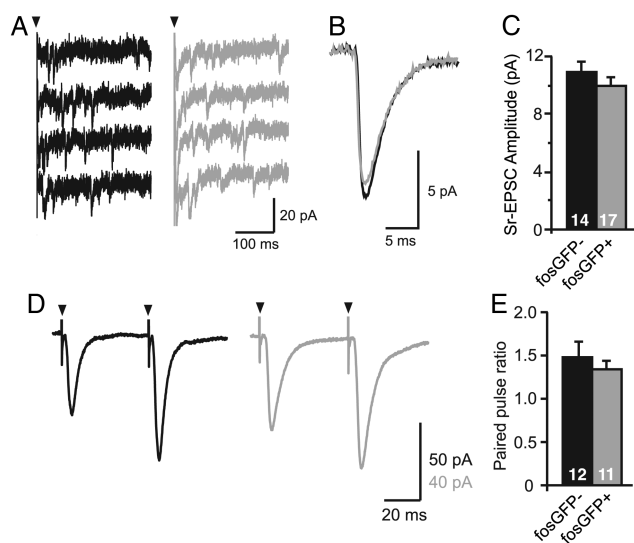 A
20 pA
100 ms
B
5 pA
5 ms
C
Sr-EPSC Amplitude (pA)
12
8
4
0
14
17
fosGFP-
fosGFP+
D
50 pA
40 pA
20 ms
E
Paired pulse ratio
2.0
1.5
1.0
0.5
0
12
11
fosGFP-
fosGFP+